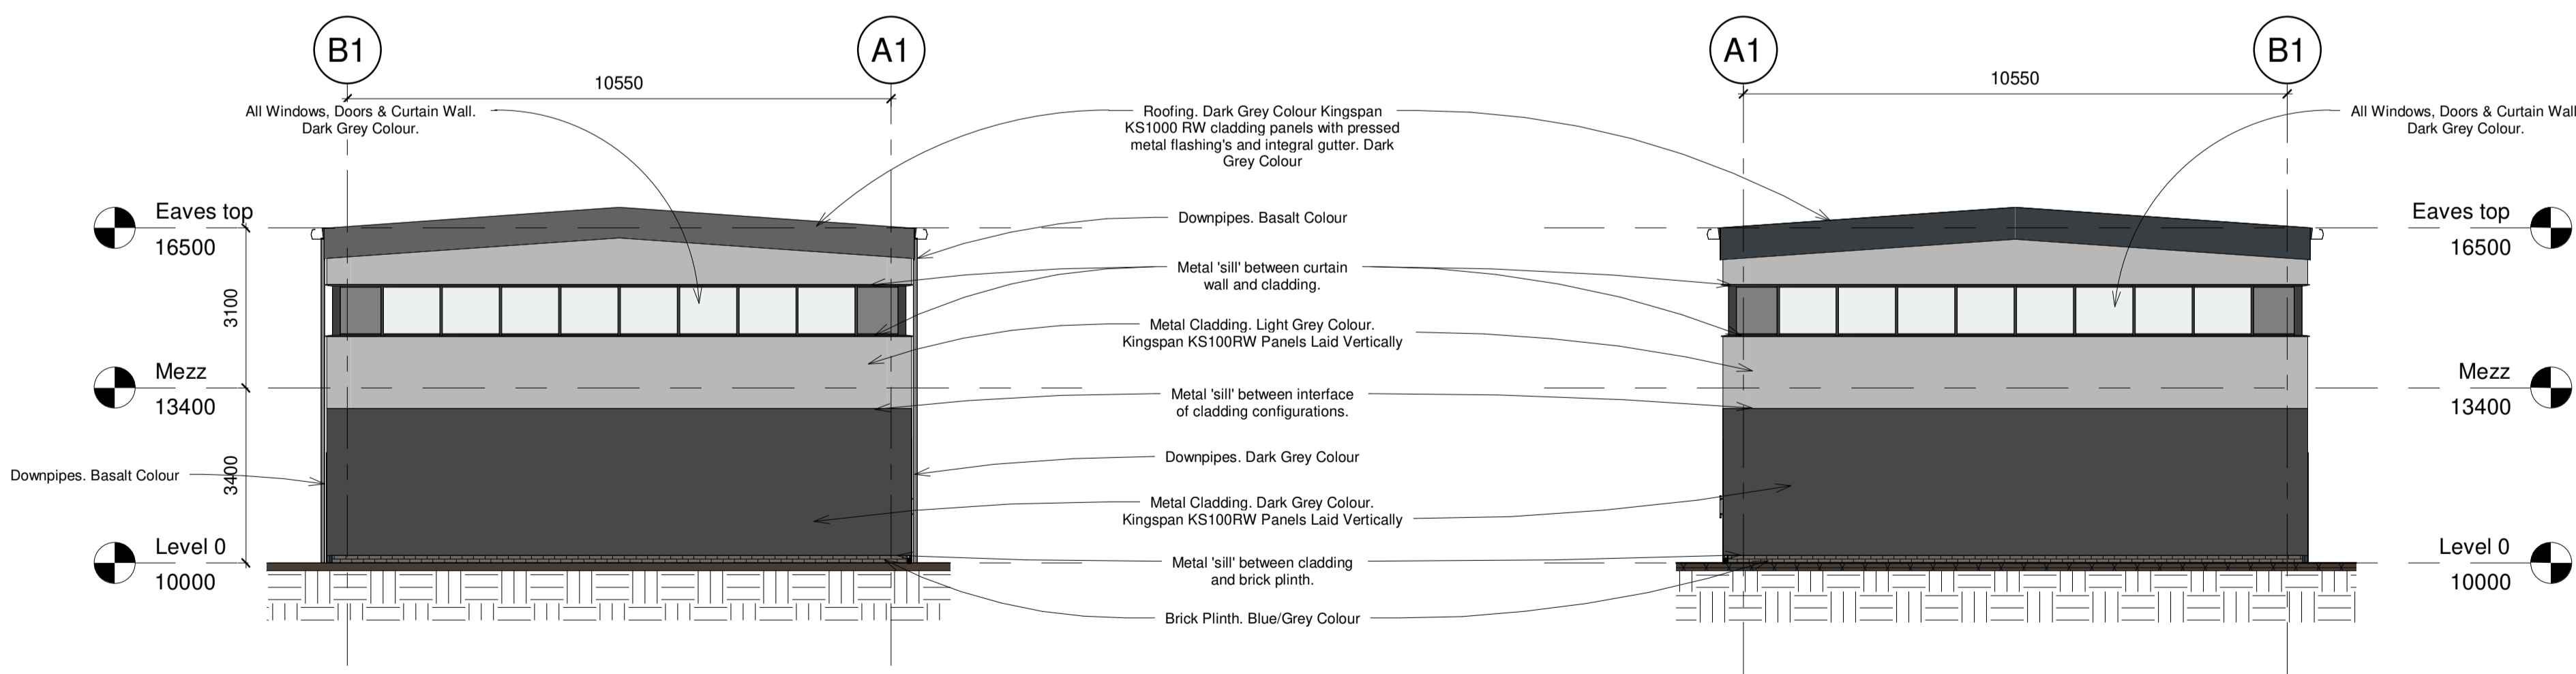 B1
A1
A1
B1
10550
10550
All Windows, Doors & Curtain Wall.
Dark Grey Colour.
Roofing. Dark Grey Colour Kingspan
KS1000 RW cladding panels with pressed
metal flashing's and integral gutter. Dark
Grey Colour
All Windows, Doors & Curtain Wall
Dark Grey Colour.
Eaves top
16500
Downpipes. Basalt Colour
Eaves top
16500
3100
Metal 'sill' between curtain
wall and cladding.
Metal Cladding. Light Grey Colour.
Kingspan KS100RW Panels Laid Vertically
Mezz
13400
Metal 'sill' between interface
of cladding configurations.
Mezz
13400
Downpipes. Basalt Colour
3400
Downpipes. Dark Grey Colour
Metal Cladding. Dark Grey Colour.
Kingspan KS100RW Panels Laid Vertically
Level 0
10000
Metal 'sill' between cladding
and brick plinth.
Level 0
10000
Brick Plinth. Blue/Grey Colour